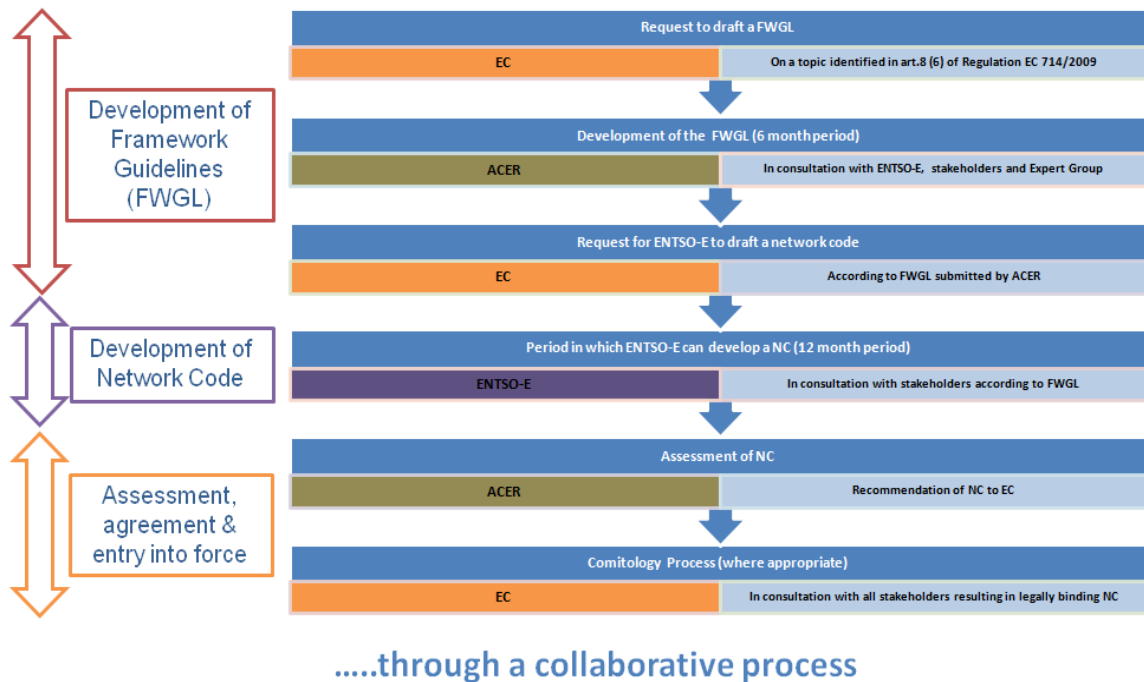 Request to draft a FWGL
EC
On a topic identified in art.8 (6) of Regulation EC 714/2009
Development of
Framework
Guidelines
(FWGL)
Development of the FWGL (6 month period)
ACER
In consultation with ENTSO-E, stakeholders and Expert Group
Request for ENTSO-E to draft a network code
EC
According to FWGL submitted by ACER
Development of
Network Code
Period in which ENTSO-E can develop a NC (12 month period)
ENTSO-E
In consultation with stakeholders according to FWGL
Assessment,
agreement &
entry into force
Assessment of NC
ACER
Recommendation of NC to EC
Comitology Process (where appropriate)
EC
In consultation with all stakeholders resulting in legally binding NC
.....through a collaborative process